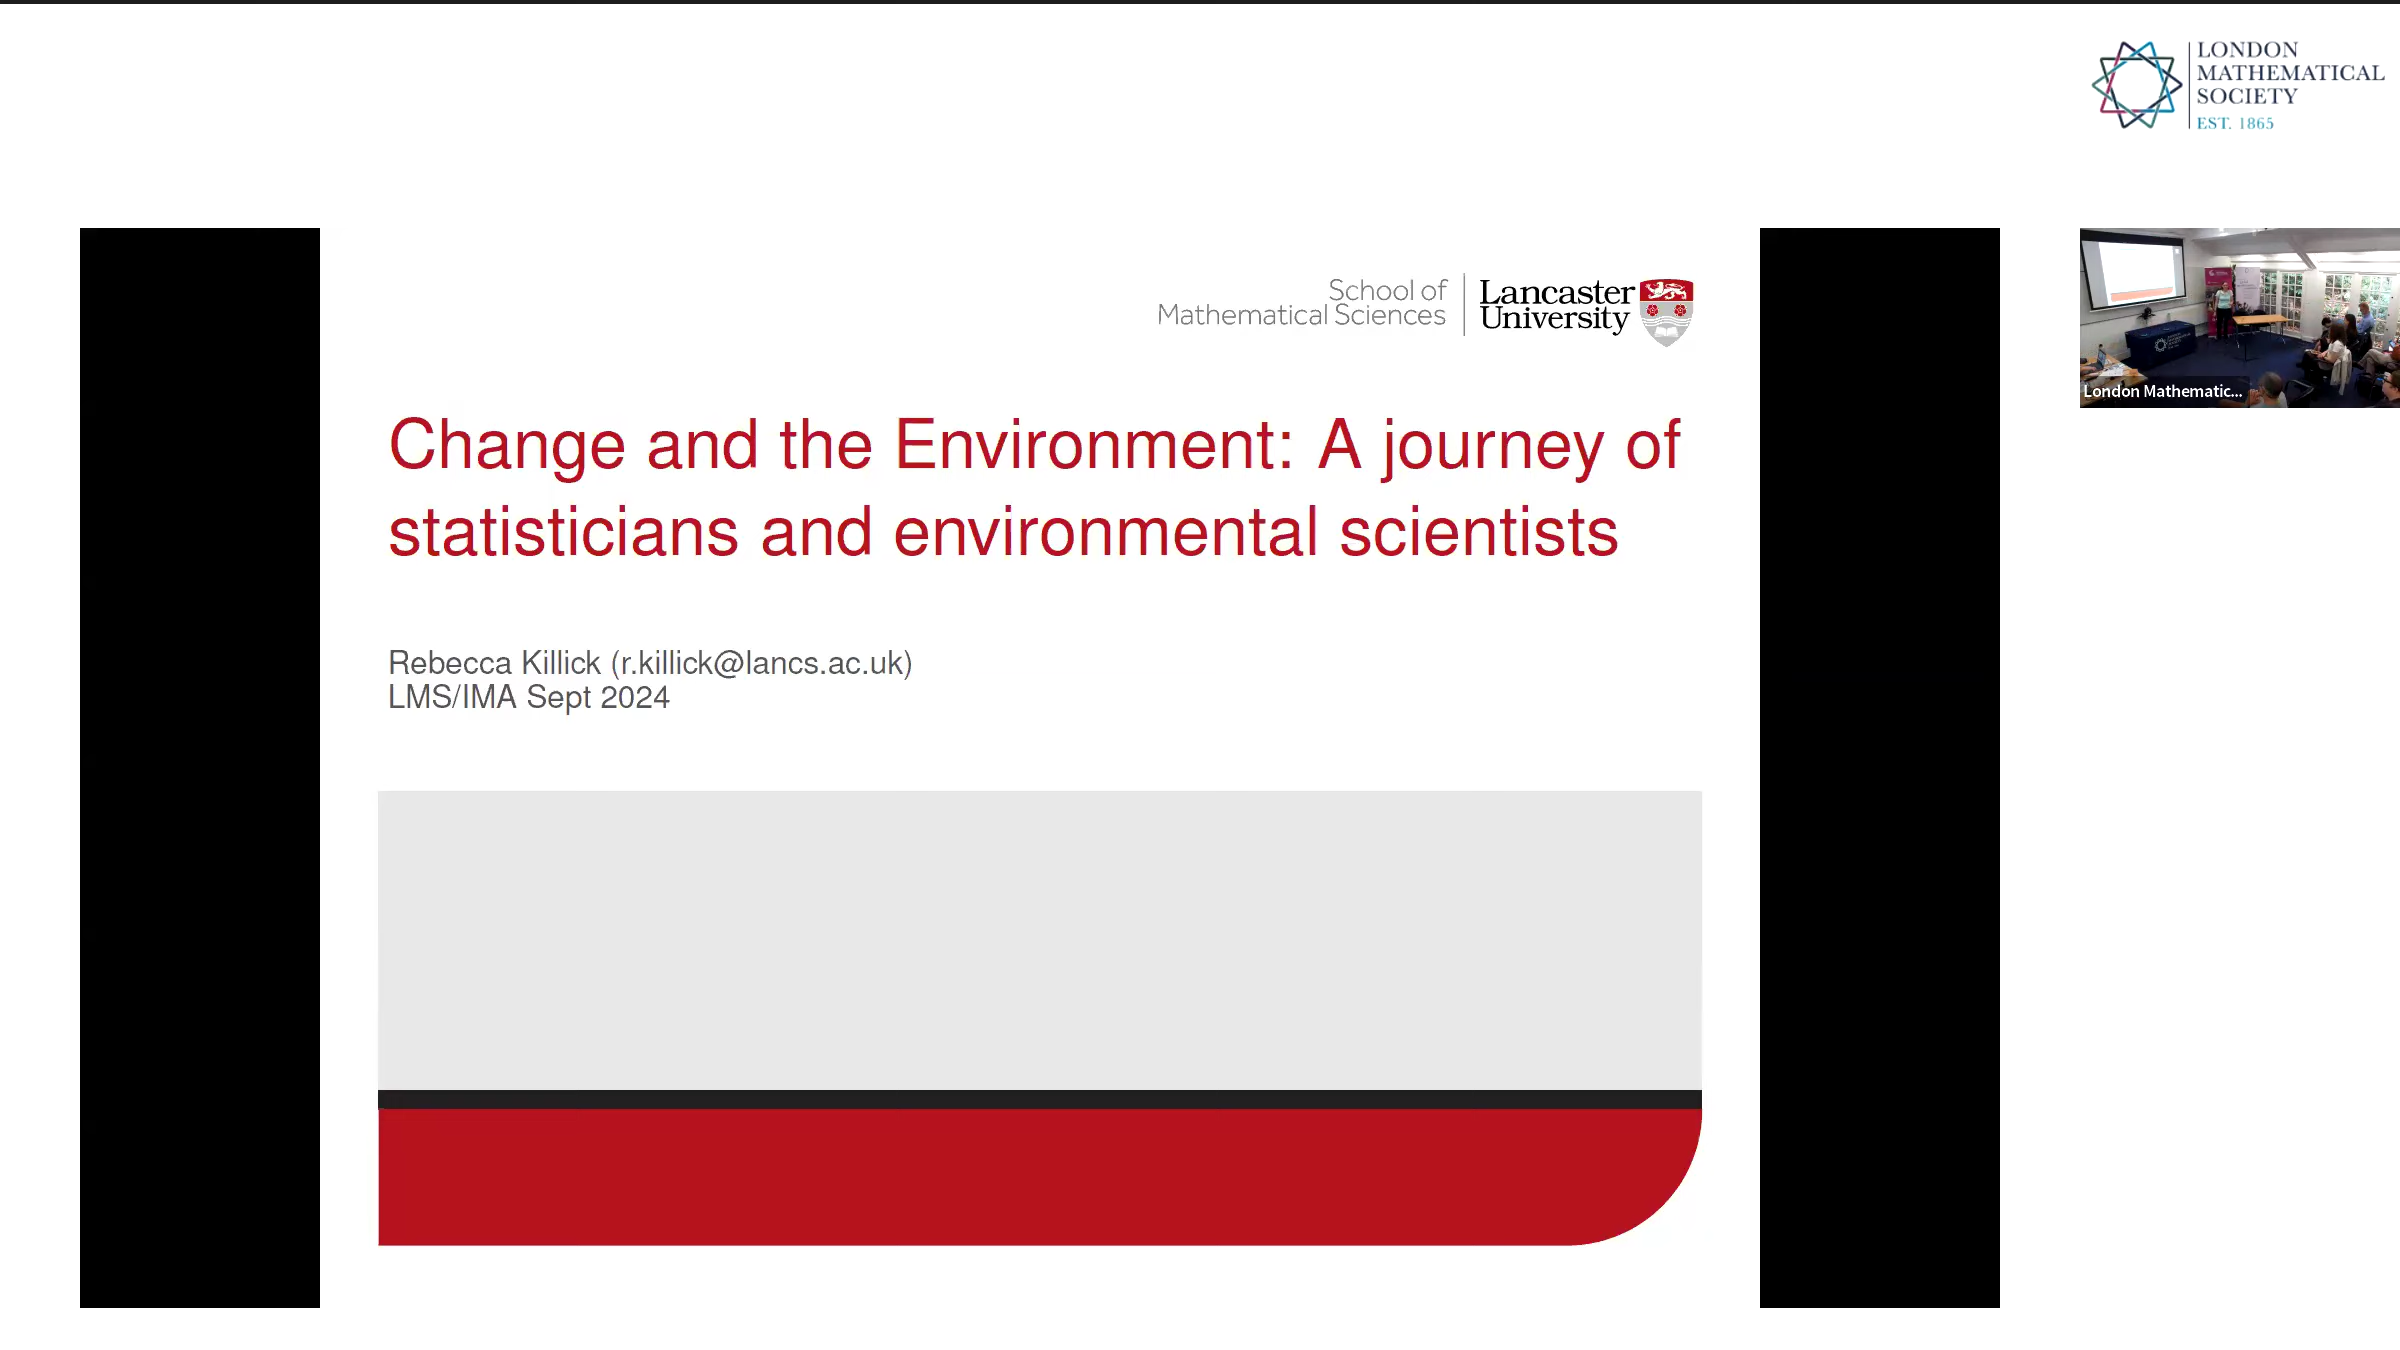 LONDON
MATHEMATICAL
SOCIETY
EST. 1865
School of
Mathematical Sciences
Lancaster
University
Change and the Environment: A journey of
statisticians and environmental scientists
Rebecca Killick (r.killick@lancs.ac.uk)
LMS/IMA Sept 2024
London Mathematic...